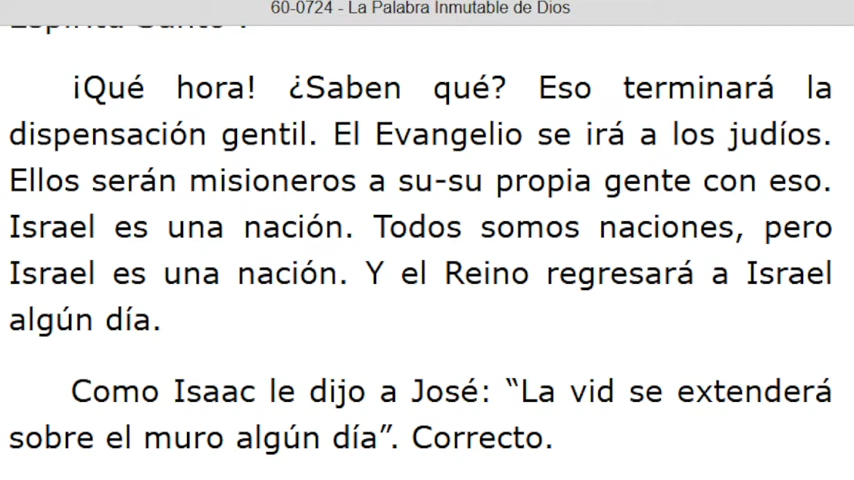 60-0724 - La Palabra Inmutable de Dios
Espíritu Santo".
¡Qué hora! ¿Saben qué? Eso terminará la
dispensación gentil. El Evangelio se irá a los judíos.
Ellos serán misioneros a su-su propia gente con eso.
Israel es una nación. Todos somos naciones, pero
Israel es una nación. Y el Reino regresará a Israel
algún día.
Como Isaac le dijo a José: “La vid se extenderá
sobre el muro algún día”. Correcto.